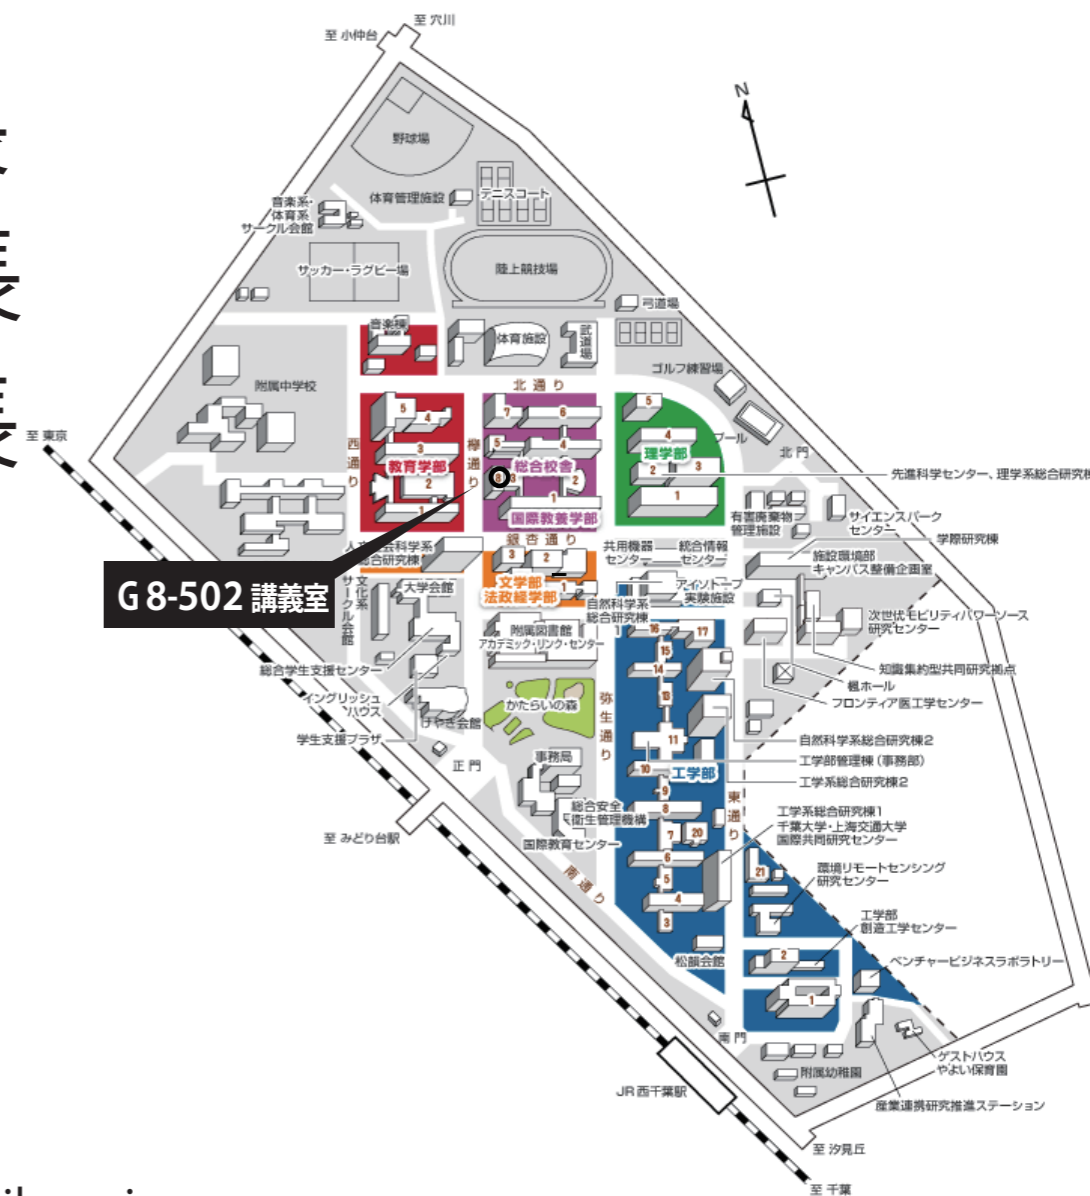 至 穴川
至 小仲台
N
野球場
体育管理施設
テニスコート
音楽系・
体育系
サークル会館
サッカー・ラグビー場
陸上競技場
弓道場
音楽棟
体育施設
武道場
ゴルフ練習場
附属中学校
北通り
プール
至 東京
西通り
欅通り
北門
5
4
3
教育学部
2
1
7
6
5
4
総合校舎
8
3
2
1
国際教養学部
5
4
理学部
2
3
1
先進科学センター、理学系総合研究棟
有害廃棄物
管理施設
サイエンスパーク
センター
学際研究棟
銀杏通り
人文社会科学系
総合研究棟
共用機器
センター
統合情報
センター
施設環境部
キャンパス整備企画室
G 8-502 講義室
3
2
文学部
法政経学部
1
アイソトープ
実験施設
自然科学系
総合研究棟
1
文化系
サークル会館
大学会館
附属図書館
アカデミック・リンク・センター
次世代モビリティパワーソース
研究センター
総合学生支援センター
知識集約型共同研究拠点
楓ホール
イングリッシュ
ハウス
フロンティア医工学センター
けやき会館
かたらいの森
弥生通り
学生支援プラザ
自然科学系総合研究棟2
正門
事務局
工学部管理棟(事務部)
工学系総合研究棟2
16
17
15
14
13
11
10
工学部
9
8
7
20
6
5
4
3
東通り
総合安全
衛生管理機構
工学系総合研究棟1
千葉大学・上海交通大学
国際共同研究センター
至 みどり台駅
国際教育センター
南通り
21
環境リモートセンシング
研究センター
工学部
創造工学センター
松韻会館
2
ベンチャービジネスラボラトリー
1
南門
ゲストハウス
やよい保育園
附属幼稚園
JR 西千葉駅
産業連携研究推進ステーション
至 汐見丘
至 千葉